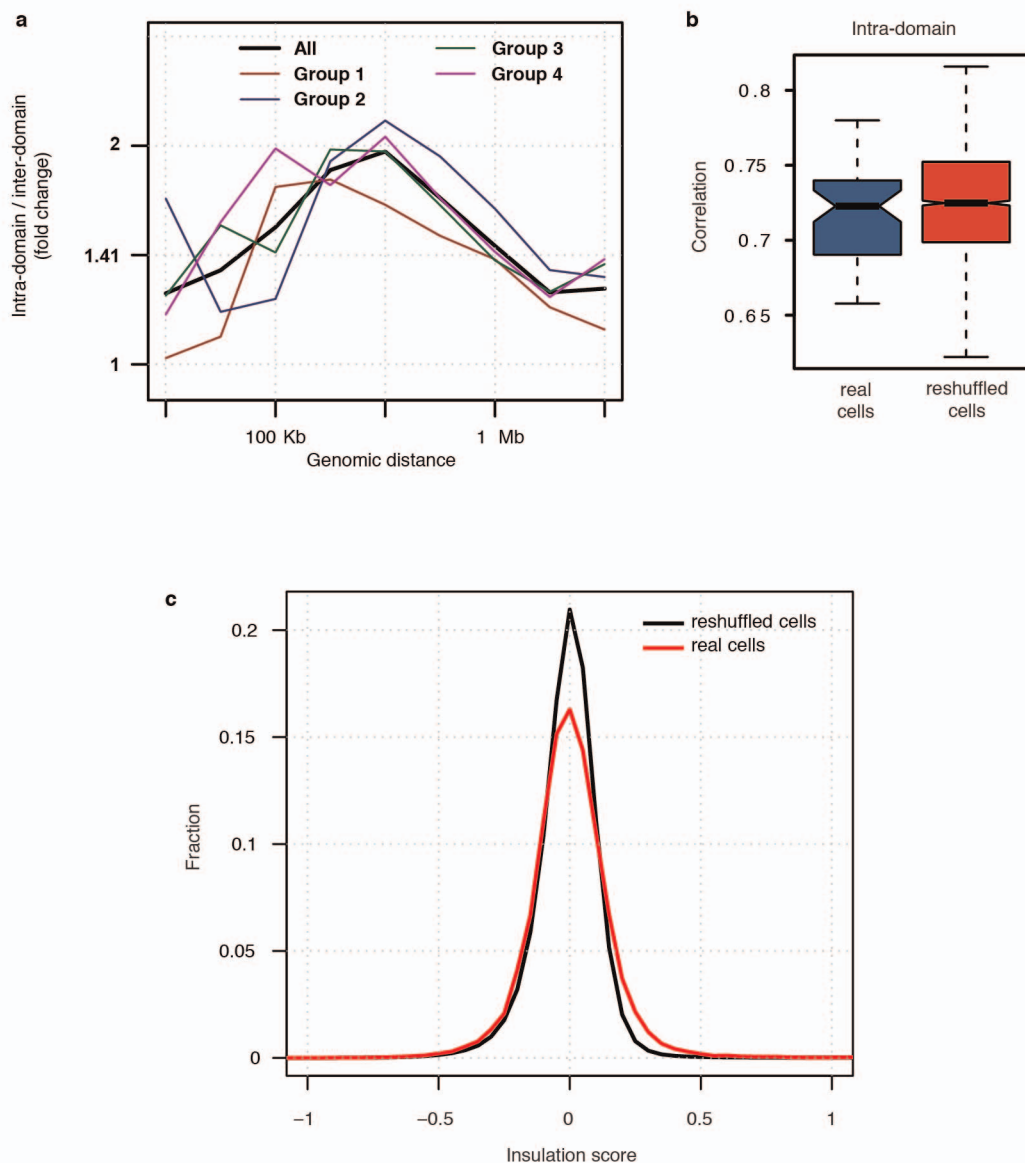 a
All
Group 1
Group 2
Group 3
Group 4
Intra-domain / inter-domain
(fold change)
2
1.41
1
100 Kb
1 Mb
Genomic distance
b
Intra-domain
Correlation
0.8
0.75
0.7
0.65
real
cells
reshuffled
cells
c
reshuffled cells
real cells
Fraction
0.2
0.15
0.1
0.05
0
−1
−0.5
0
0.5
1
Insulation score